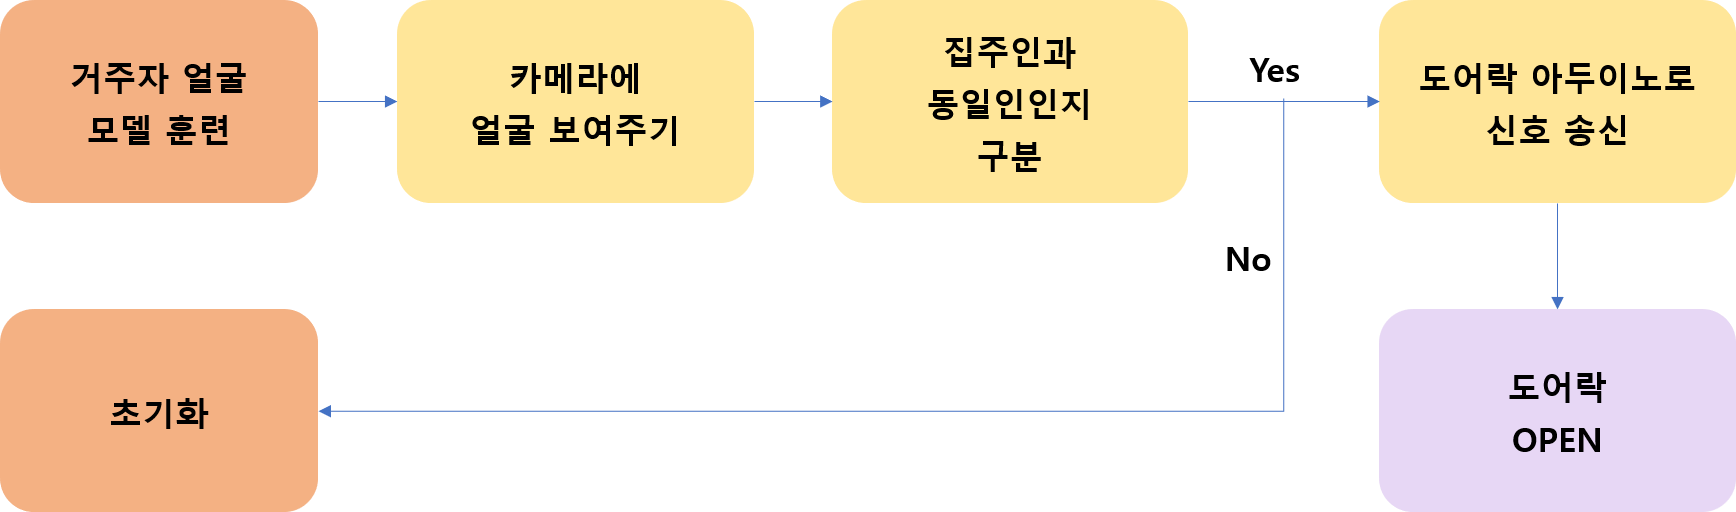 거주자 얼굴
모델 훈련
카메라에
얼굴 보여주기
집주인과
동일인인지
구분
Yes
도어락 아두이노로
신호 송신
No
초기화
도어락
OPEN